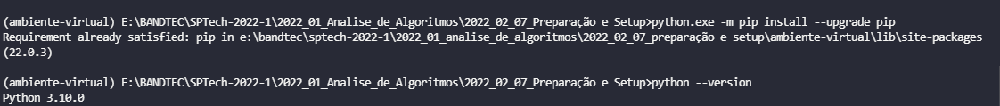 (ambiente-virtual) E:\BANDTEC\SPTech-2022-1\2022_01_Analise_de_Algoritmos\2022_02_07_Preparação e Setup>python.exe -m pip install --upgrade pip
Requirement already satisfied: pip in e:\bandtec\sptech-2022-1\2022_01_analise_de_algoritmos\2022_02_07_preparação e setup\ambiente-virtual\lib\site-packages
(22.0.3)
(ambiente-virtual) E:\BANDTEC\SPTech-2022-1\2022_01_Analise_de_Algoritmos\2022_02_07_Preparação e Setup>python --version
Python 3.10.0